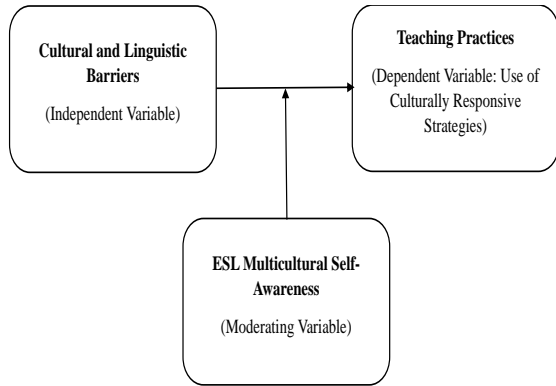 Cultural and Linguistic
Barriers
(Independent Variable)
Teaching Practices
(Dependent Variable: Use of
Culturally Responsive
Strategies)
ESL Multicultural Self-
Awareness
(Moderating Variable)